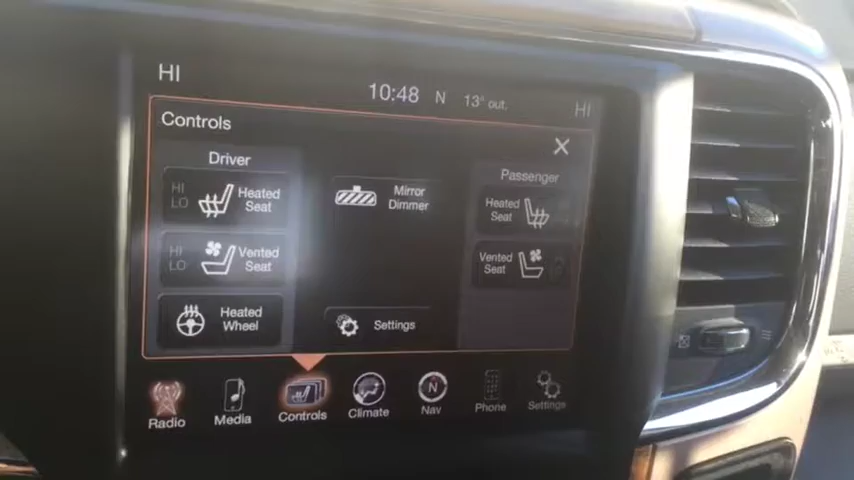 HI
10:48 N 13° out.
HI
Controls
X
Driver
HI
LO
Heated
Seat
HI
LO
Vented
Seat
Heated
Wheel
Mirror
Dimmer
Settings
Passenger
Heated
Seat
Vented
Seat
Radio
Media
Controls
Climate
N
Nav
Phone
Settings